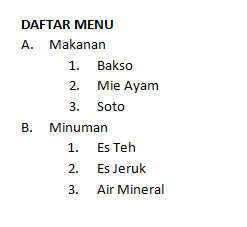 DAFTAR MENU
A. Makanan
1. Bakso
2. Mie Ayam
3. Soto
B. Minuman
1. Es Teh
2. Es Jeruk
3. Air Mineral